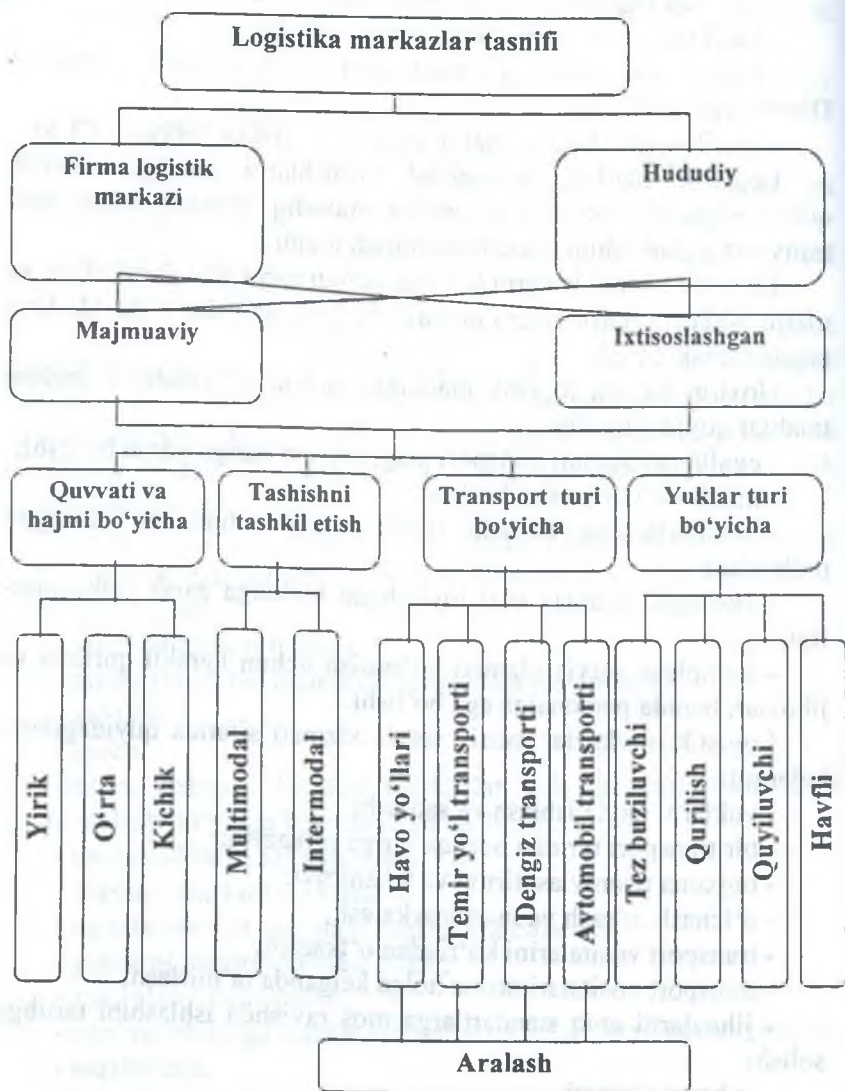 Logistika markazlar tasnifi
Firma logistik
markazi
Hududiy
Majmuaviy
Ixtisoslashgan
Quvvati va
hajmi bo‘yicha
Tashishni
tashkil etish
Transport turi
bo‘yicha
Yuklar turi
bo‘yicha
Yirik
O‘rta
Kichik
Multimodal
Intermodal
Havo yo‘llari
Temir yo‘l transporti
Dengiz transporti
Avtomobil transporti
Tez buziluvchi
Qurilish
Quyiluvchi
Havfli
Aralash